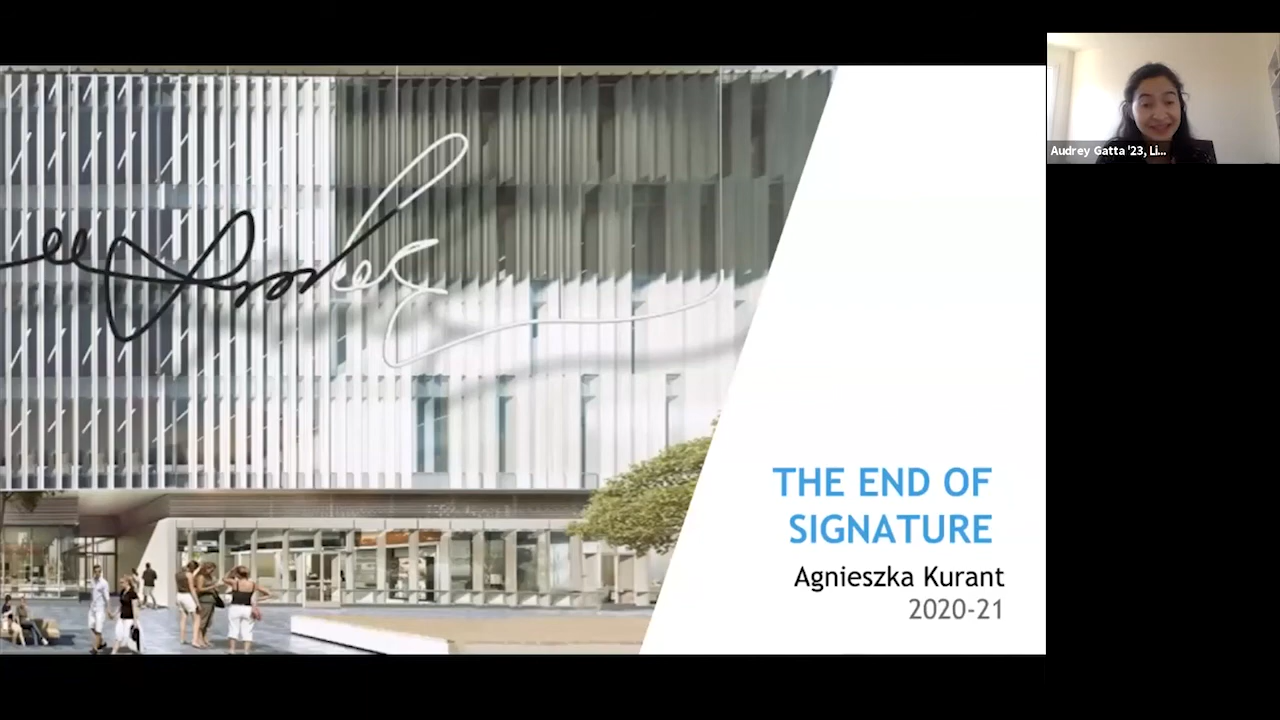 THE END OF
SIGNATURE
Agnieszka Kurant
2020-21
Audrey Gatta '23, Li...